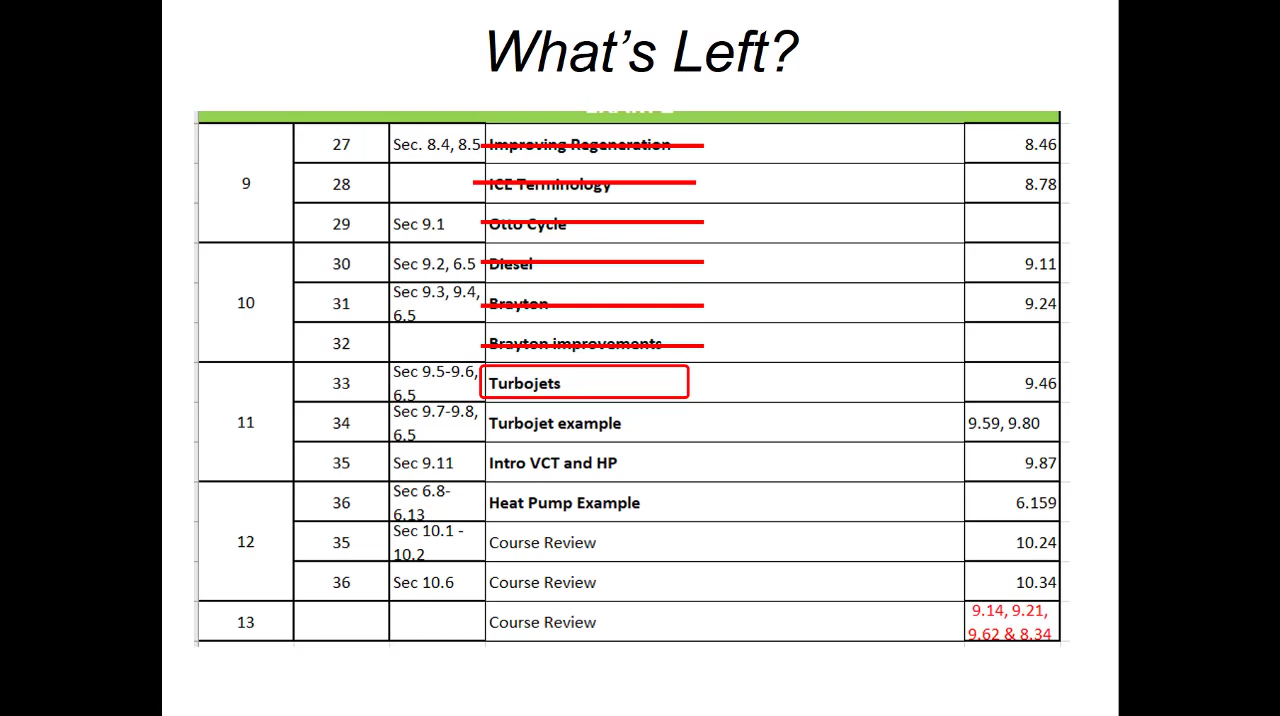 What's Left?
27 Sec. 8.4, 8.5 Improving Regeneration 8.46
9 28 ICE Terminology 8.78
29 Sec 9.1 Otto Cycle
30 Sec 9.2, 6.5 Diesel 9.11
10 31 Sec 9.3, 9.4, 6.5 Brayton 9.24
32 Brayton improvements
33 Sec 9.5-9.6, 6.5 Turbojets 9.46
11 34 Sec 9.7-9.8, 6.5 Turbojet example 9.59, 9.80
35 Sec 9.11 Intro VCT and HP 9.87
36 Sec 6.8-6.13 Heat Pump Example 6.159
12 35 Sec 10.1 - 10.2 Course Review 10.24
36 Sec 10.6 Course Review 10.34
13 Course Review 9.14, 9.21, 9.62 & 8.34